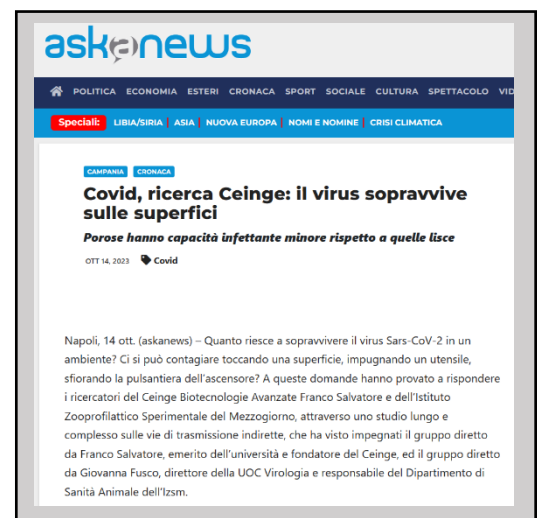 askanews
POLITICA ECONOMIA ESTERI CRONACA SPORT SOCIALE CULTURA SPETTACOLO VID
Speciali: LIBIA/SIRIA | ASIA | NUOVA EUROPA | NOMI E NOMINE | CRISI CLIMATICA
CAMPANIA CRONACA
Covid, ricerca Ceinge: il virus sopravvive
sulle superfici
Porose hanno capacità infettante minore rispetto a quelle lisce
OTT 14, 2023 Covid
Napoli, 14 ott. (askanews) – Quanto riesce a sopravvivere il virus Sars-CoV-2 in un
ambiente? Ci si può contagiare toccando una superficie, impugnando un utensile,
sfiorando la pulsantiera dell'ascensore? A queste domande hanno provato a rispondere
i ricercatori del Ceinge Biotecnologie Avanzate Franco Salvatore e dell'Istituto
Zooprofilattico Sperimentale del Mezzogiorno, attraverso uno studio lungo e
complesso sulle vie di trasmissione indirette, che ha visto impegnati il gruppo diretto
da Franco Salvatore, emerito dell'università e fondatore del Ceinge, ed il gruppo diretto
da Giovanna Fusco, direttore della UOC Virologia e responsabile del Dipartimento di
Sanità Animale dell'Izsm.